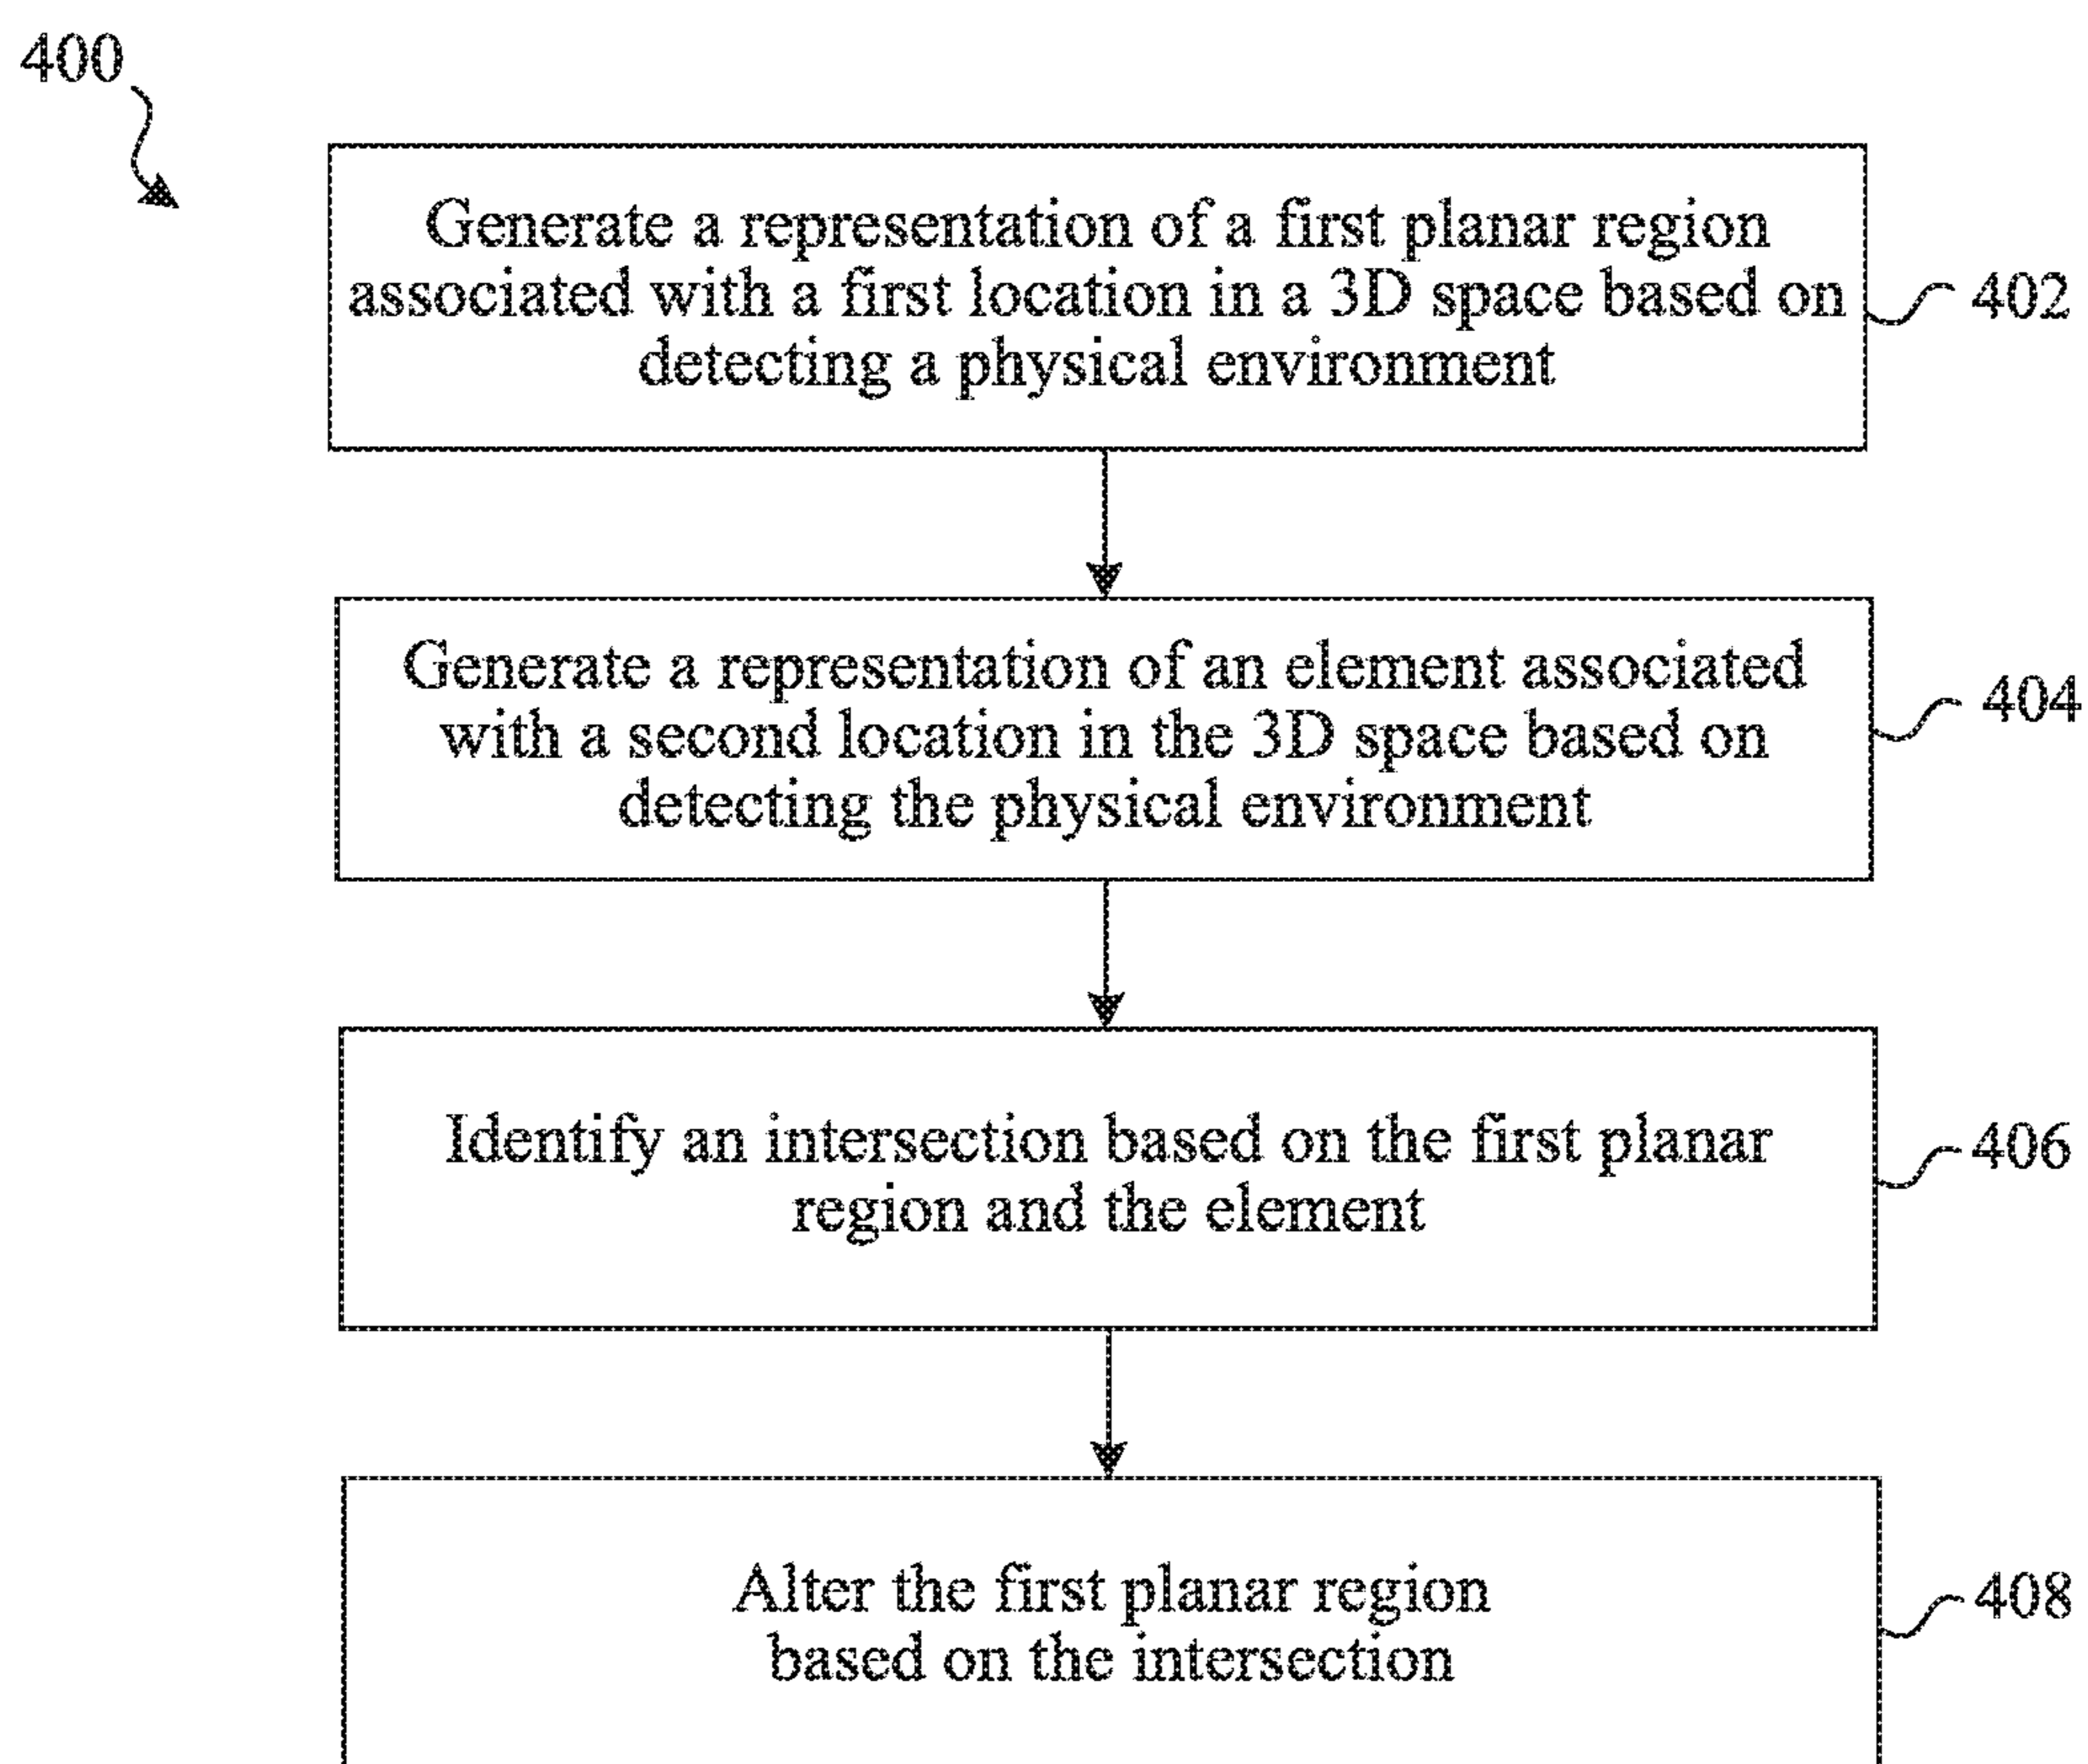 400
Generate a representation of a first planar region
associated with a first location in a 3D space based on
detecting a physical environment
402
Generate a representation of an element associated
with a second location in the 3D space based on
detecting the physical environment
404
Identify an intersection based on the first planar
region and the element
406
Alter the first planar region
based on the intersection
408